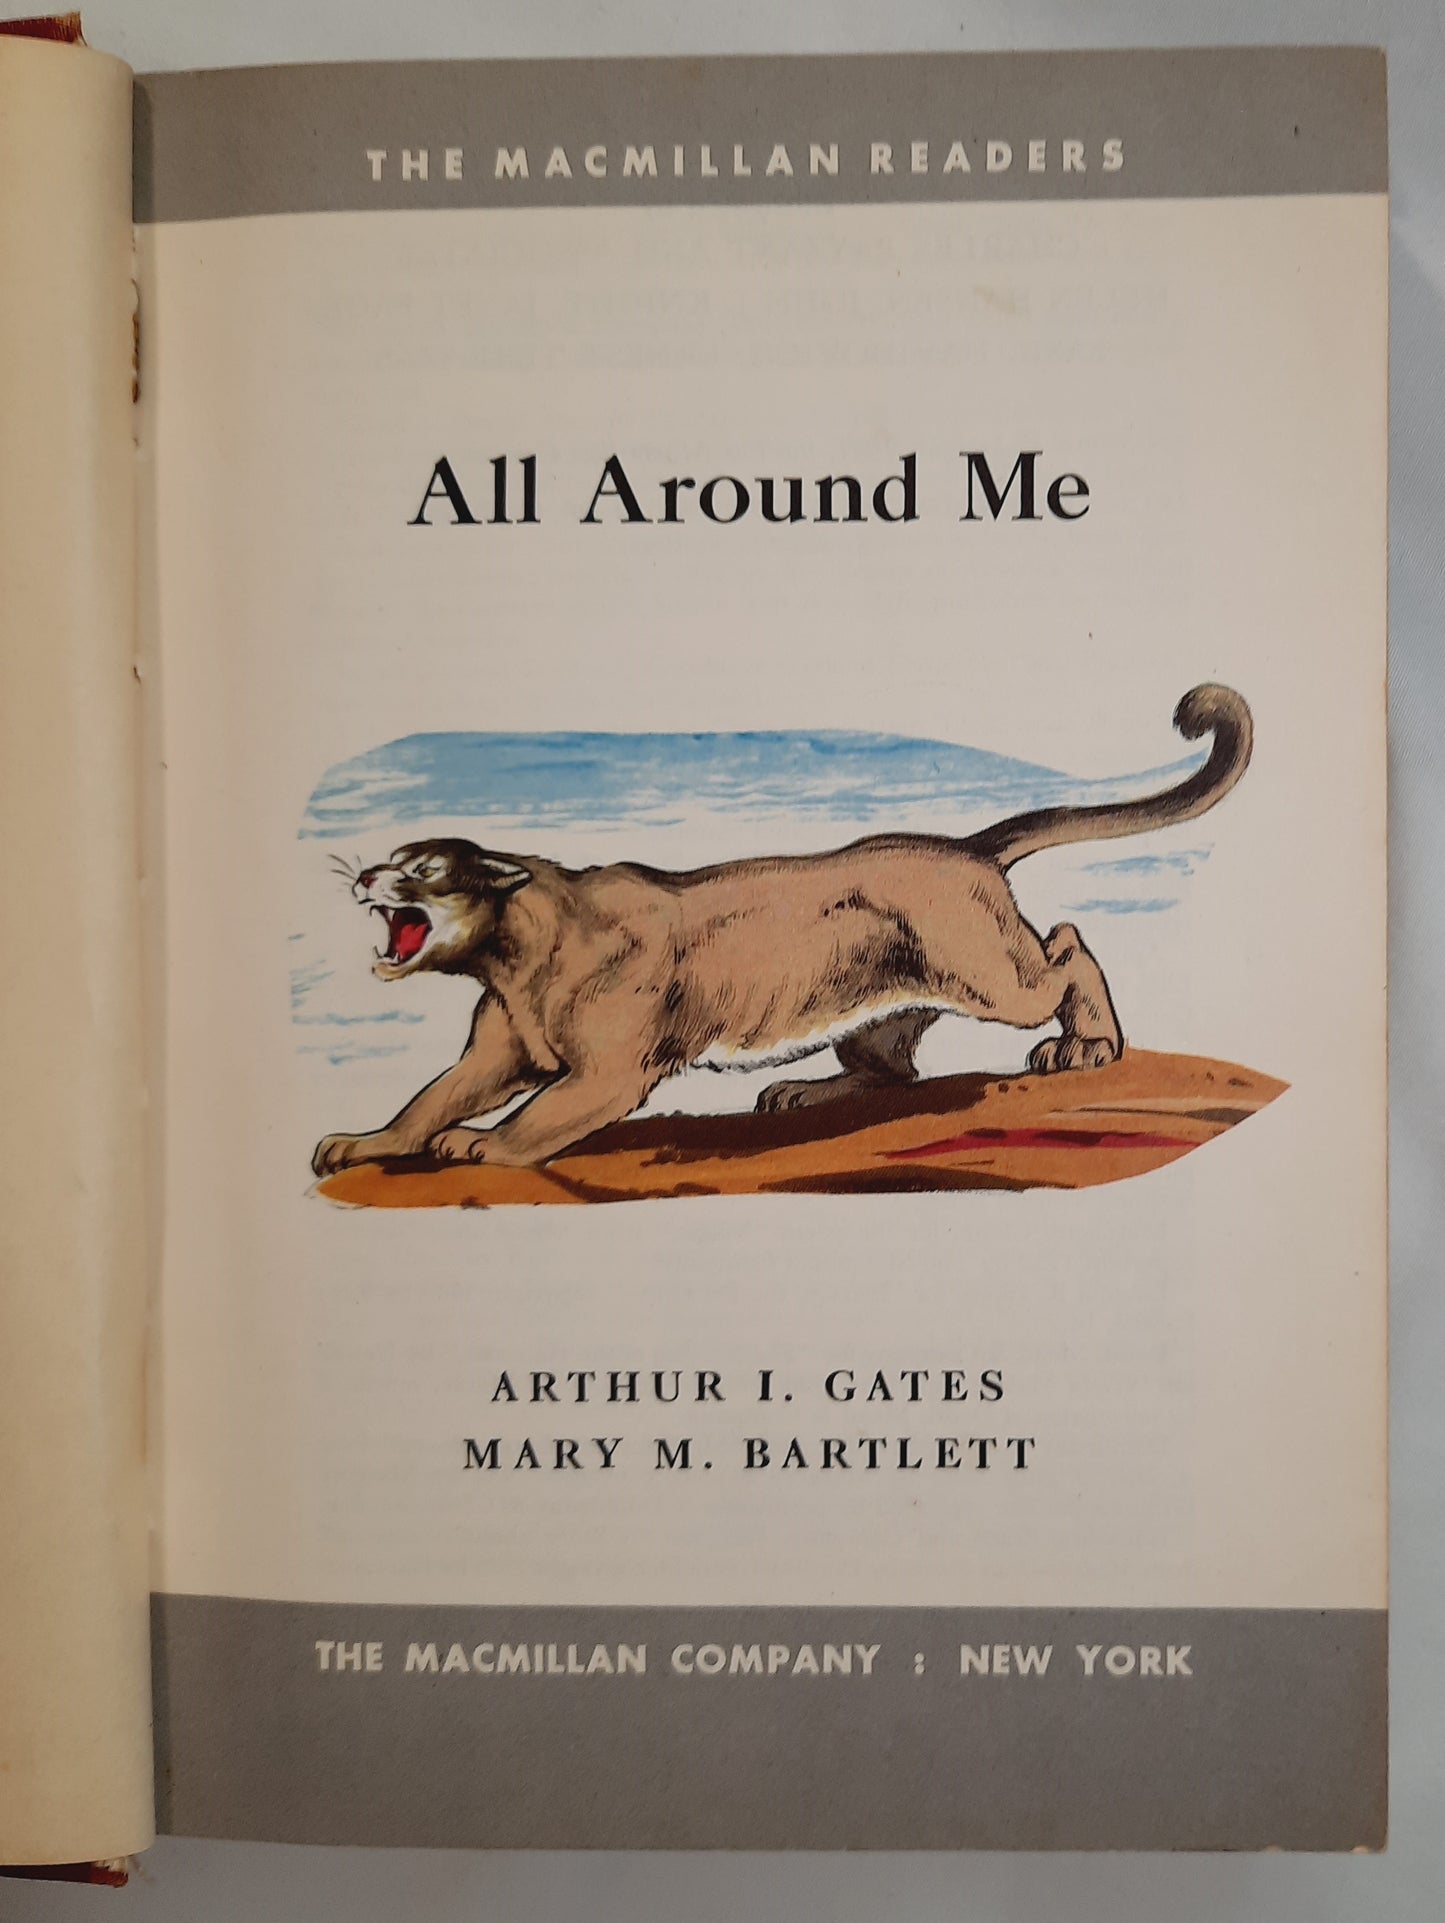 THE MACMILLAN READERS
All Around Me
ARTHUR I. GATES
MARY M. BARTLETT
THE MACMILLAN COMPANY : NEW YORK